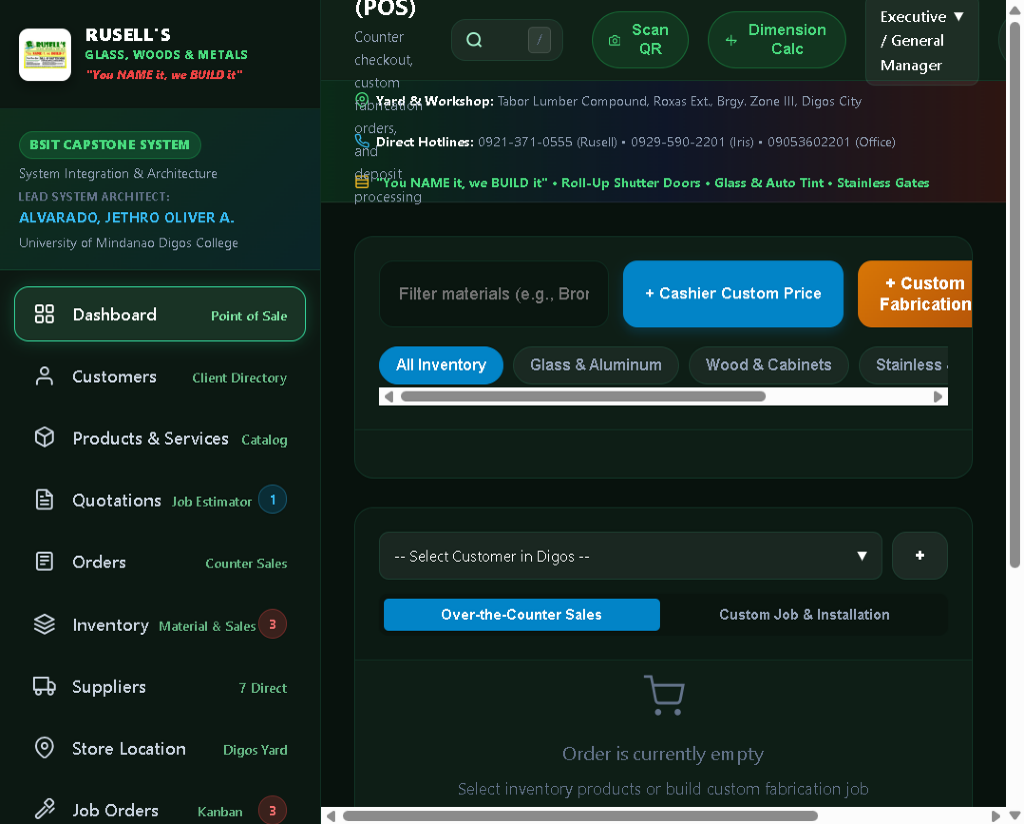 RUSELL'S
GLASS, WOODS & METALS
"You NAME it, we BUILD it"
BSIT CAPSTONE SYSTEM
System Integration & Architecture
LEAD SYSTEM ARCHITECT:
ALVARADO, JETHRO OLIVER A.
University of Mindanao Digos College
Dashboard Point of Sale
Customers Client Directory
Products & Services Catalog
Quotations Job Estimator 1
Orders Counter Sales
Inventory Material & Sales 3
Suppliers 7 Direct
Store Location Digos Yard
Job Orders Kanban 3
(POS)
Counter
checkout,
custom
fabrication
orders,
and
deposit
processing
/
Scan
QR
Dimension
Calc
Executive ▼
/ General
Manager
Yard & Workshop: Tabor Lumber Compound, Roxas Ext., Brgy. Zone III, Digos City
Direct Hotlines: 0921-371-0555 (Rusell) • 0929-590-2201 (Iris) • 09053602201 (Office)
"You NAME it, we BUILD it" • Roll-Up Shutter Doors • Glass & Auto Tint • Stainless Gates
Filter materials (e.g., Bror
+ Cashier Custom Price
+ Custom
Fabrication
All Inventory
Glass & Aluminum
Wood & Cabinets
Stainless
-- Select Customer in Digos -- ▼
+
Over-the-Counter Sales
Custom Job & Installation
Order is currently empty
Select inventory products or build custom fabrication job